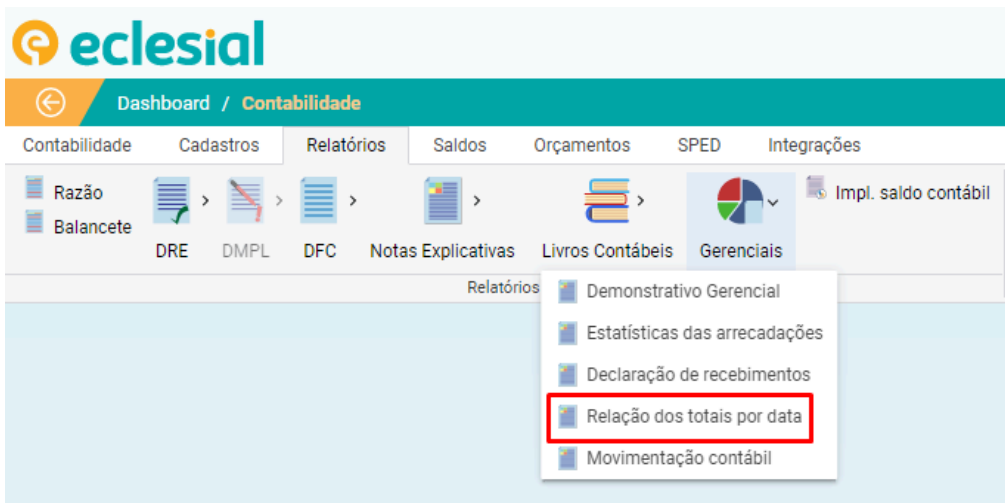 eclesial
Dashboard / Contabilidade
Contabilidade Cadastros Relatórios Saldos Orçamentos SPED Integrações
Razão
Balancete
DRE DMPL DFC Notas Explicativas Livros Contábeis Gerenciais
Impl. saldo contábil
Relatórios
Demonstrativo Gerencial
Estatísticas das arrecadações
Declaração de recebimentos
Relação dos totais por data
Movimentação contábil